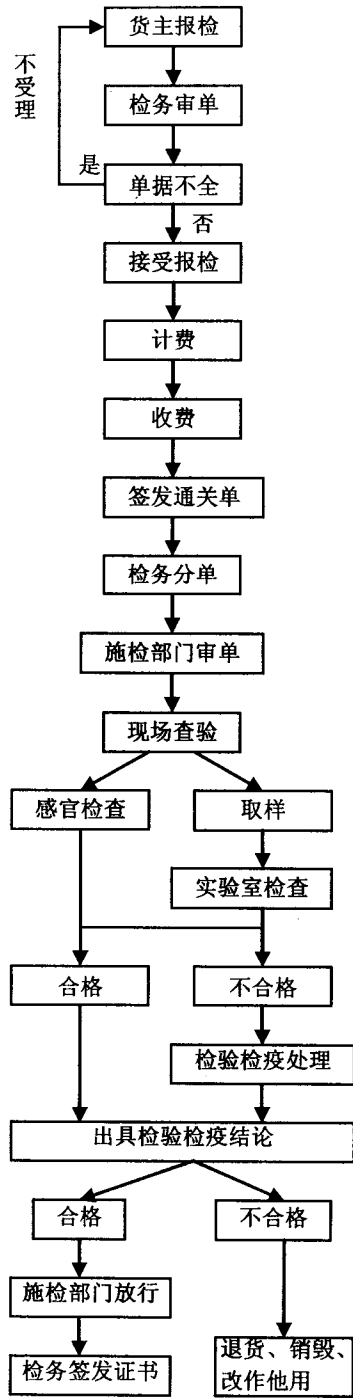 货主报检
不受理
检务审单
是
单据不全
否
接受报检
计费
收费
签发通关单
检务分单
施检部门审单
现场查验
感官检查
取样
实验室检查
合格
不合格
检验检疫处理
出具检验检疫结论
合格
不合格
施检部门放行
检务签发证书
退货、销毁、
改作他用